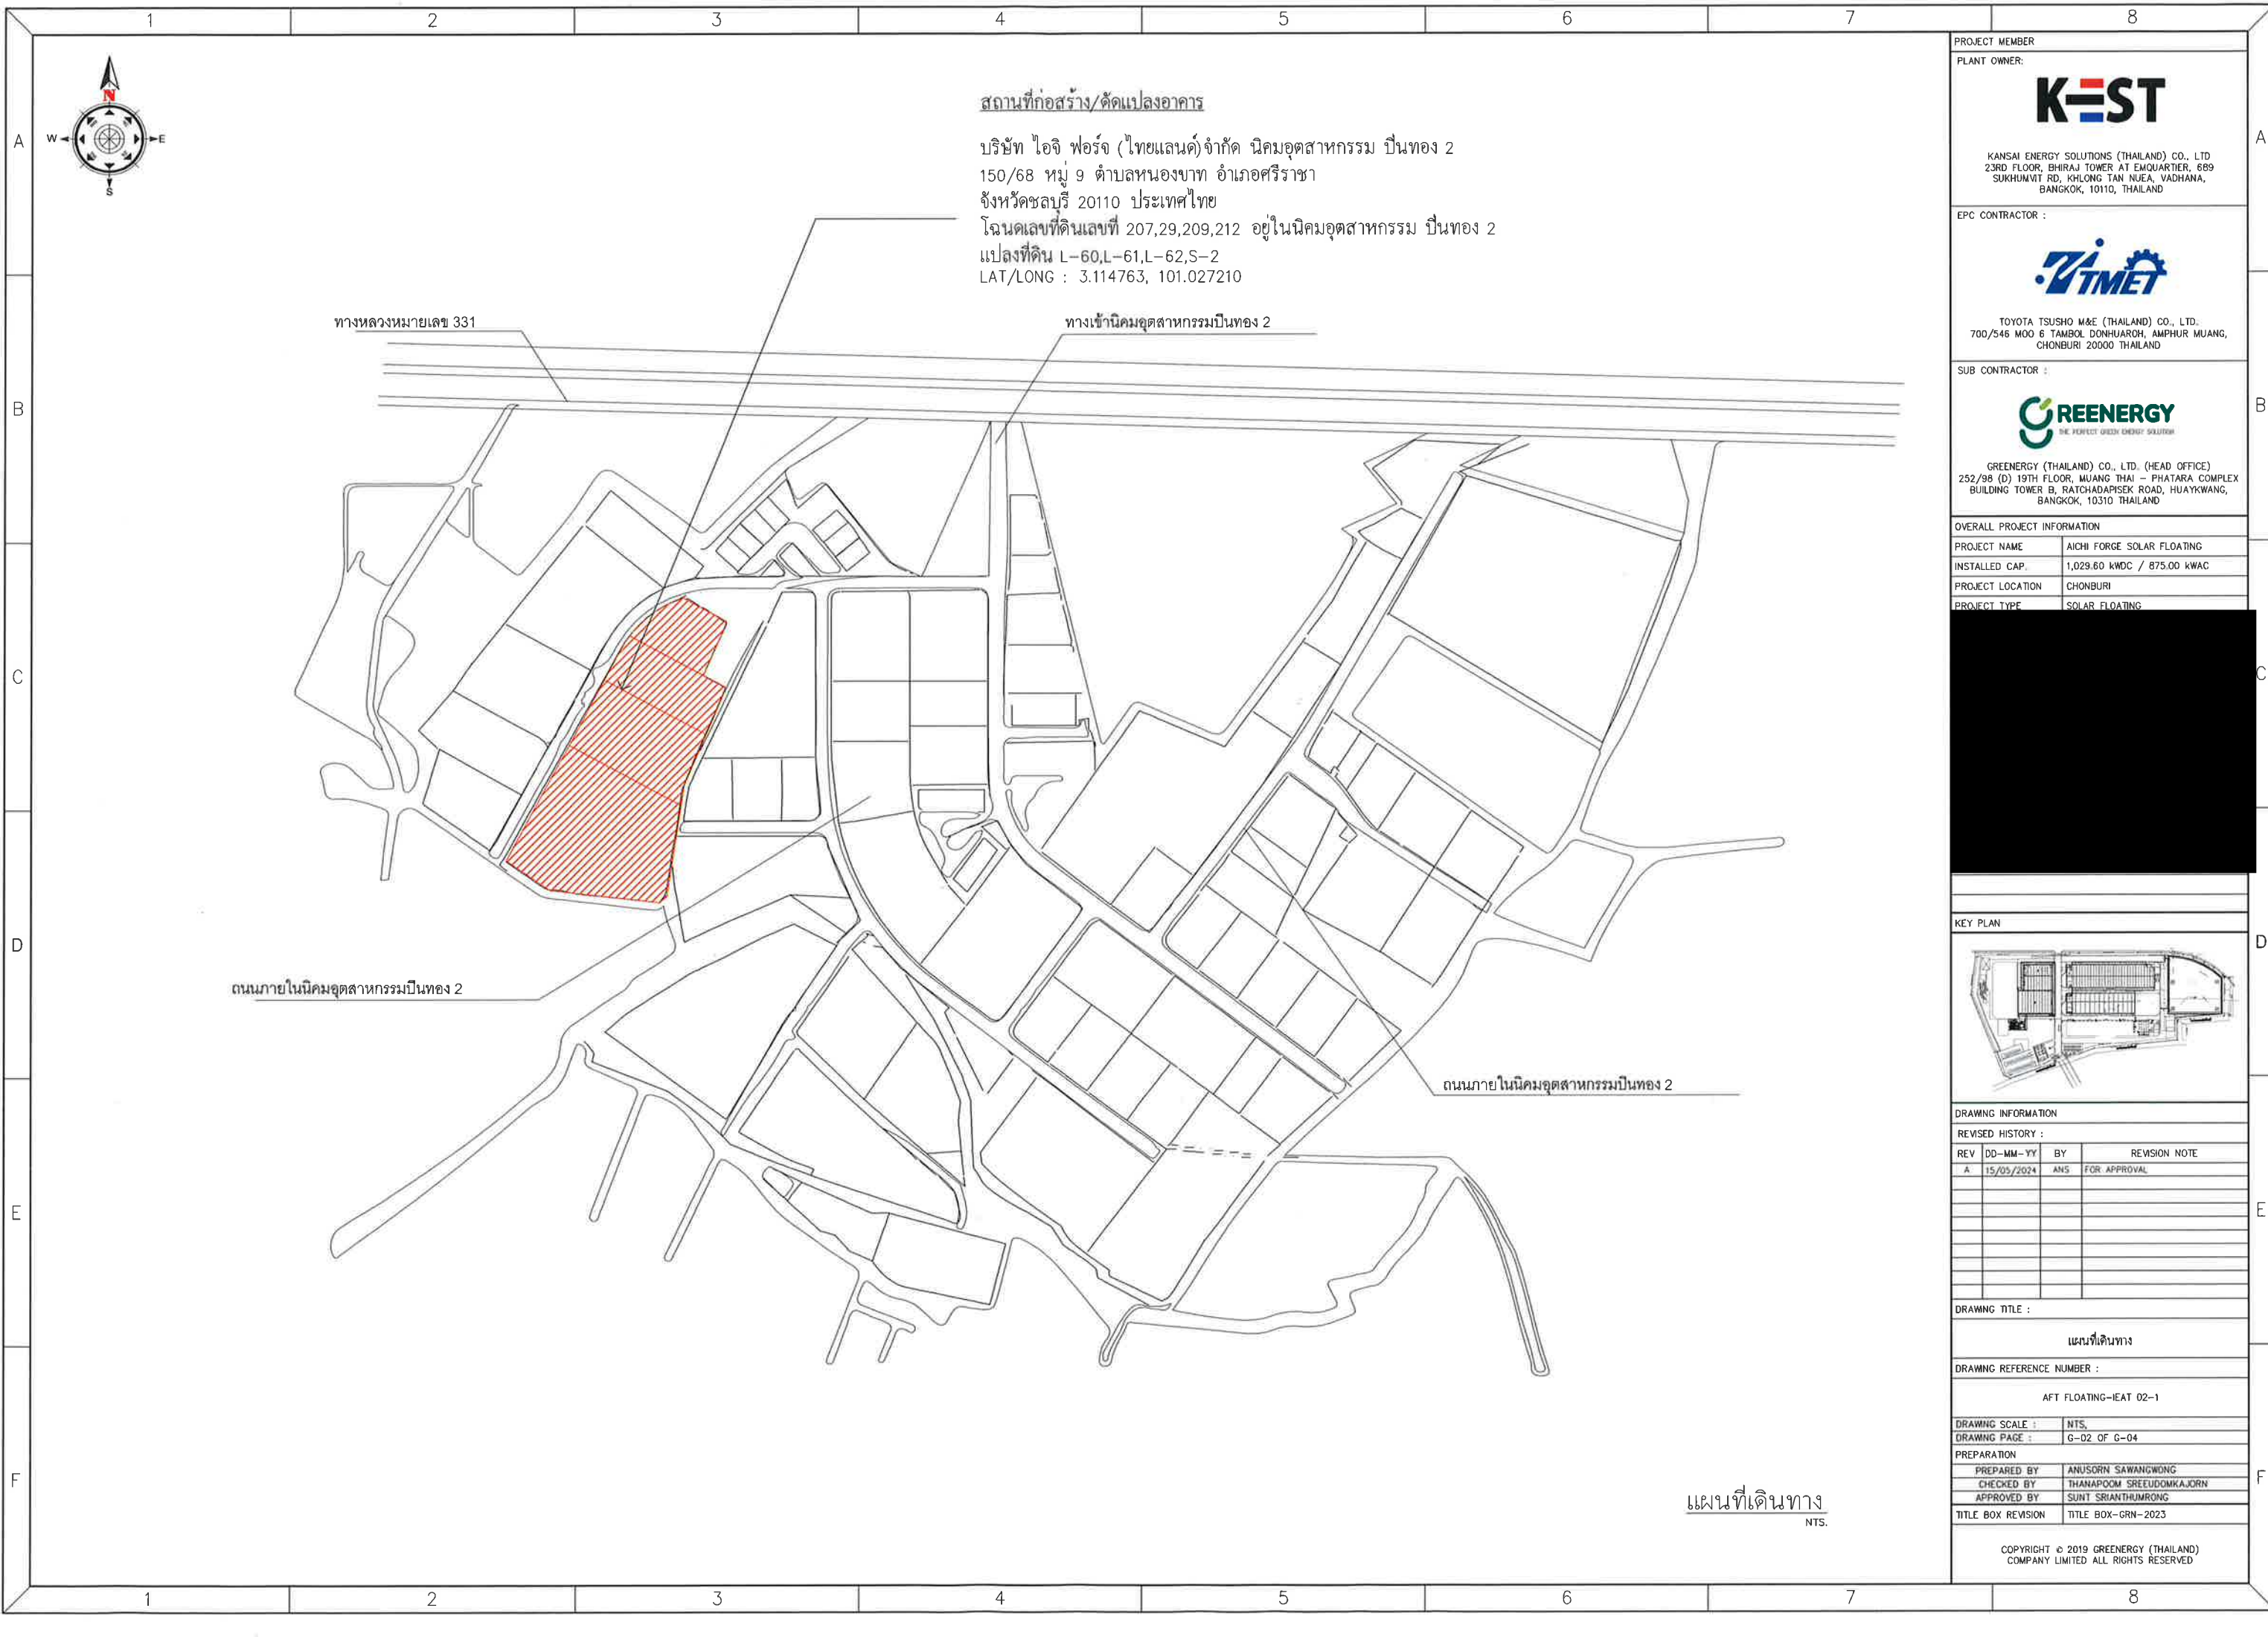 1 2 3 4 5 6 7 8
A
B
C
D
E
F
N
W
E
S
สถานที่ก่อสร้าง/ดัดแปลงอาคาร
บริษัท ไอจิ ฟอร์จ (ไทยแลนด์)จำกัด นิคมอุตสาหกรรม ปิ่นทอง 2
150/68 หมู่ 9 ตำบลหนองขาท อำเภอศรีราชา
จังหวัดชลบุรี 20110 ประเทศไทย
โฉนดเลขที่ดินเลขที่ 207,29,209,212 อยู่ในนิคมอุตสาหกรรม ปิ่นทอง 2
แปลงที่ดิน L-60,L-61,L-62,S-2
LAT/LONG : 3.114763, 101.027210
ทางหลวงหมายเลข 331
ทางเข้านิคมอุตสาหกรรมปิ่นทอง 2
ถนนภายในนิคมอุตสาหกรรมปิ่นทอง 2
ถนนภายในนิคมอุตสาหกรรมปิ่นทอง 2
แผนที่เดินทาง
NTS.
PROJECT MEMBER
PLANT OWNER:
KEST
KANSAI ENERGY SOLUTIONS (THAILAND) CO., LTD
23RD FLOOR, BHIRAJ TOWER AT EMQUARTIER, 689
SUKHUMVIT RD, KHLONG TAN NUEA, VADHANA,
BANGKOK, 10110, THAILAND
EPC CONTRACTOR :
TTMET
TOYOTA TSUSHO M&E (THAILAND) CO., LTD.
700/546 MOO 6 TAMBOL DONHUAROH, AMPHUR MUANG,
CHONBURI 20000 THAILAND
SUB CONTRACTOR :
GREENERGY
THE PERFECT GREEN ENERGY SOLUTION
GREENERGY (THAILAND) CO., LTD. (HEAD OFFICE)
252/98 (D) 19TH FLOOR, MUANG THAI - PHATARA COMPLEX
BUILDING TOWER B, RATCHADAPISEK ROAD, HUAYKWANG,
BANGKOK, 10310 THAILAND
OVERALL PROJECT INFORMATION
PROJECT NAME AICHI FORGE SOLAR FLOATING
INSTALLED CAP. 1,029.60 kWDC / 875.00 kWAC
PROJECT LOCATION CHONBURI
PROJECT TYPE SOLAR FLOATING
KEY PLAN
DRAWING INFORMATION
REVISED HISTORY :
REV DD-MM-YY BY REVISION NOTE
A 15/05/2024 ANS FOR APPROVAL
DRAWING TITLE :
แผนที่เดินทาง
DRAWING REFERENCE NUMBER :
AFT FLOATING-IEAT 02-1
DRAWING SCALE : NTS.
DRAWING PAGE : G-02 OF G-04
PREPARATION
PREPARED BY ANUSORN SAWANGWONG
CHECKED BY THANAPOOM SREEUDOMKAJORN
APPROVED BY SUNT SRIANTHUMRONG
TITLE BOX REVISION TITLE BOX-GRN-2023
COPYRIGHT © 2019 GREENERGY (THAILAND)
COMPANY LIMITED ALL RIGHTS RESERVED
A
B
C
D
E
F
1 2 3 4 5 6 7 8